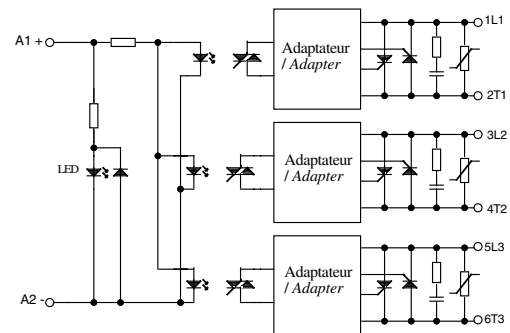 1L1
A1 +
Adaptateur
/ Adapter
2T1
3L2
LED
Adaptateur
/ Adapter
4T2
5L3
Adaptateur
/ Adapter
A2 -
6T3